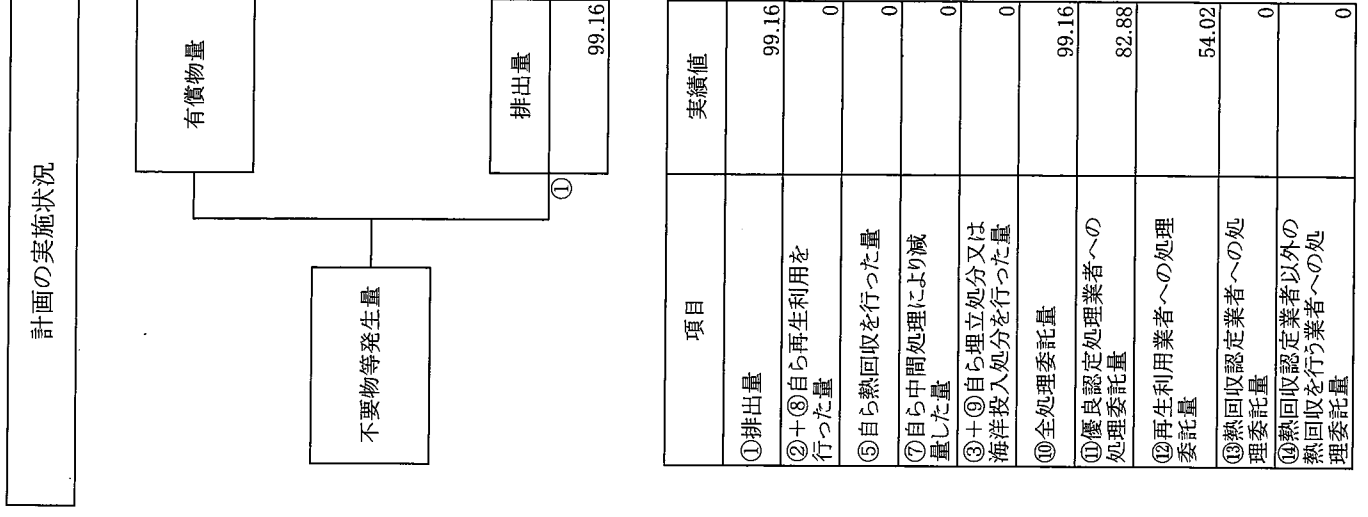 計画の実施状況
有償物量
不要物等発生量
排出量
①
99.16
項目
実績値
①排出量
99.16
②+⑧自ら再生利用を
行った量
0
⑤自ら熱回収を行った量
0
⑦自ら中間処理により減
量した量
0
③+⑨自ら埋立処分又は
海洋投入処分を行った量
0
⑩全処理委託量
99.16
⑪優良認定処理業者への
処理委託量
82.88
⑫再生利用業者への処理
委託量
54.02
⑬熱回収認定業者への処
理委託量
0
⑭熱回収認定業者以外の
熱回収を行う業者への処
理委託量
0